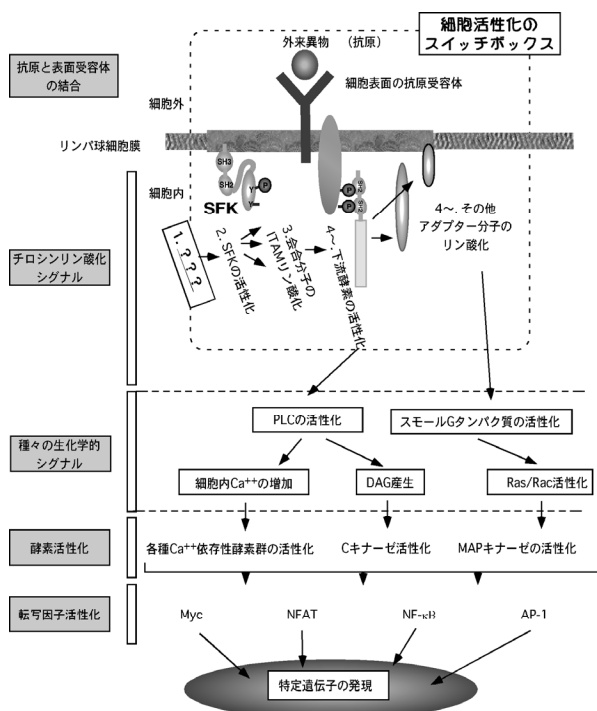 細胞活性化の
スイッチボックス
外来異物 (抗原)
抗原と表面受容体
の結合
細胞表面の抗原受容体
細胞外
リンパ球細胞膜
SH3
SH2
Y
P
Y
SFK
細胞内
P
P
SH2
SH2
チロシンリン酸化
シグナル
1. ? ? ?
2. SFKの活性化
3.会合分子の
ITAMリン酸化
4〜.下流酵素の活性化
4〜. その他
アダプター分子の
リン酸化
種々の生化学的
シグナル
PLCの活性化
スモールGタンパク質の活性化
細胞内Ca++の増加
DAG産生
Ras/Rac活性化
酵素活性化
各種Ca++依存性酵素群の活性化
Cキナーゼ活性化
MAPキナーゼの活性化
転写因子活性化
Myc
NFAT
NF-κB
AP-1
特定遺伝子の発現